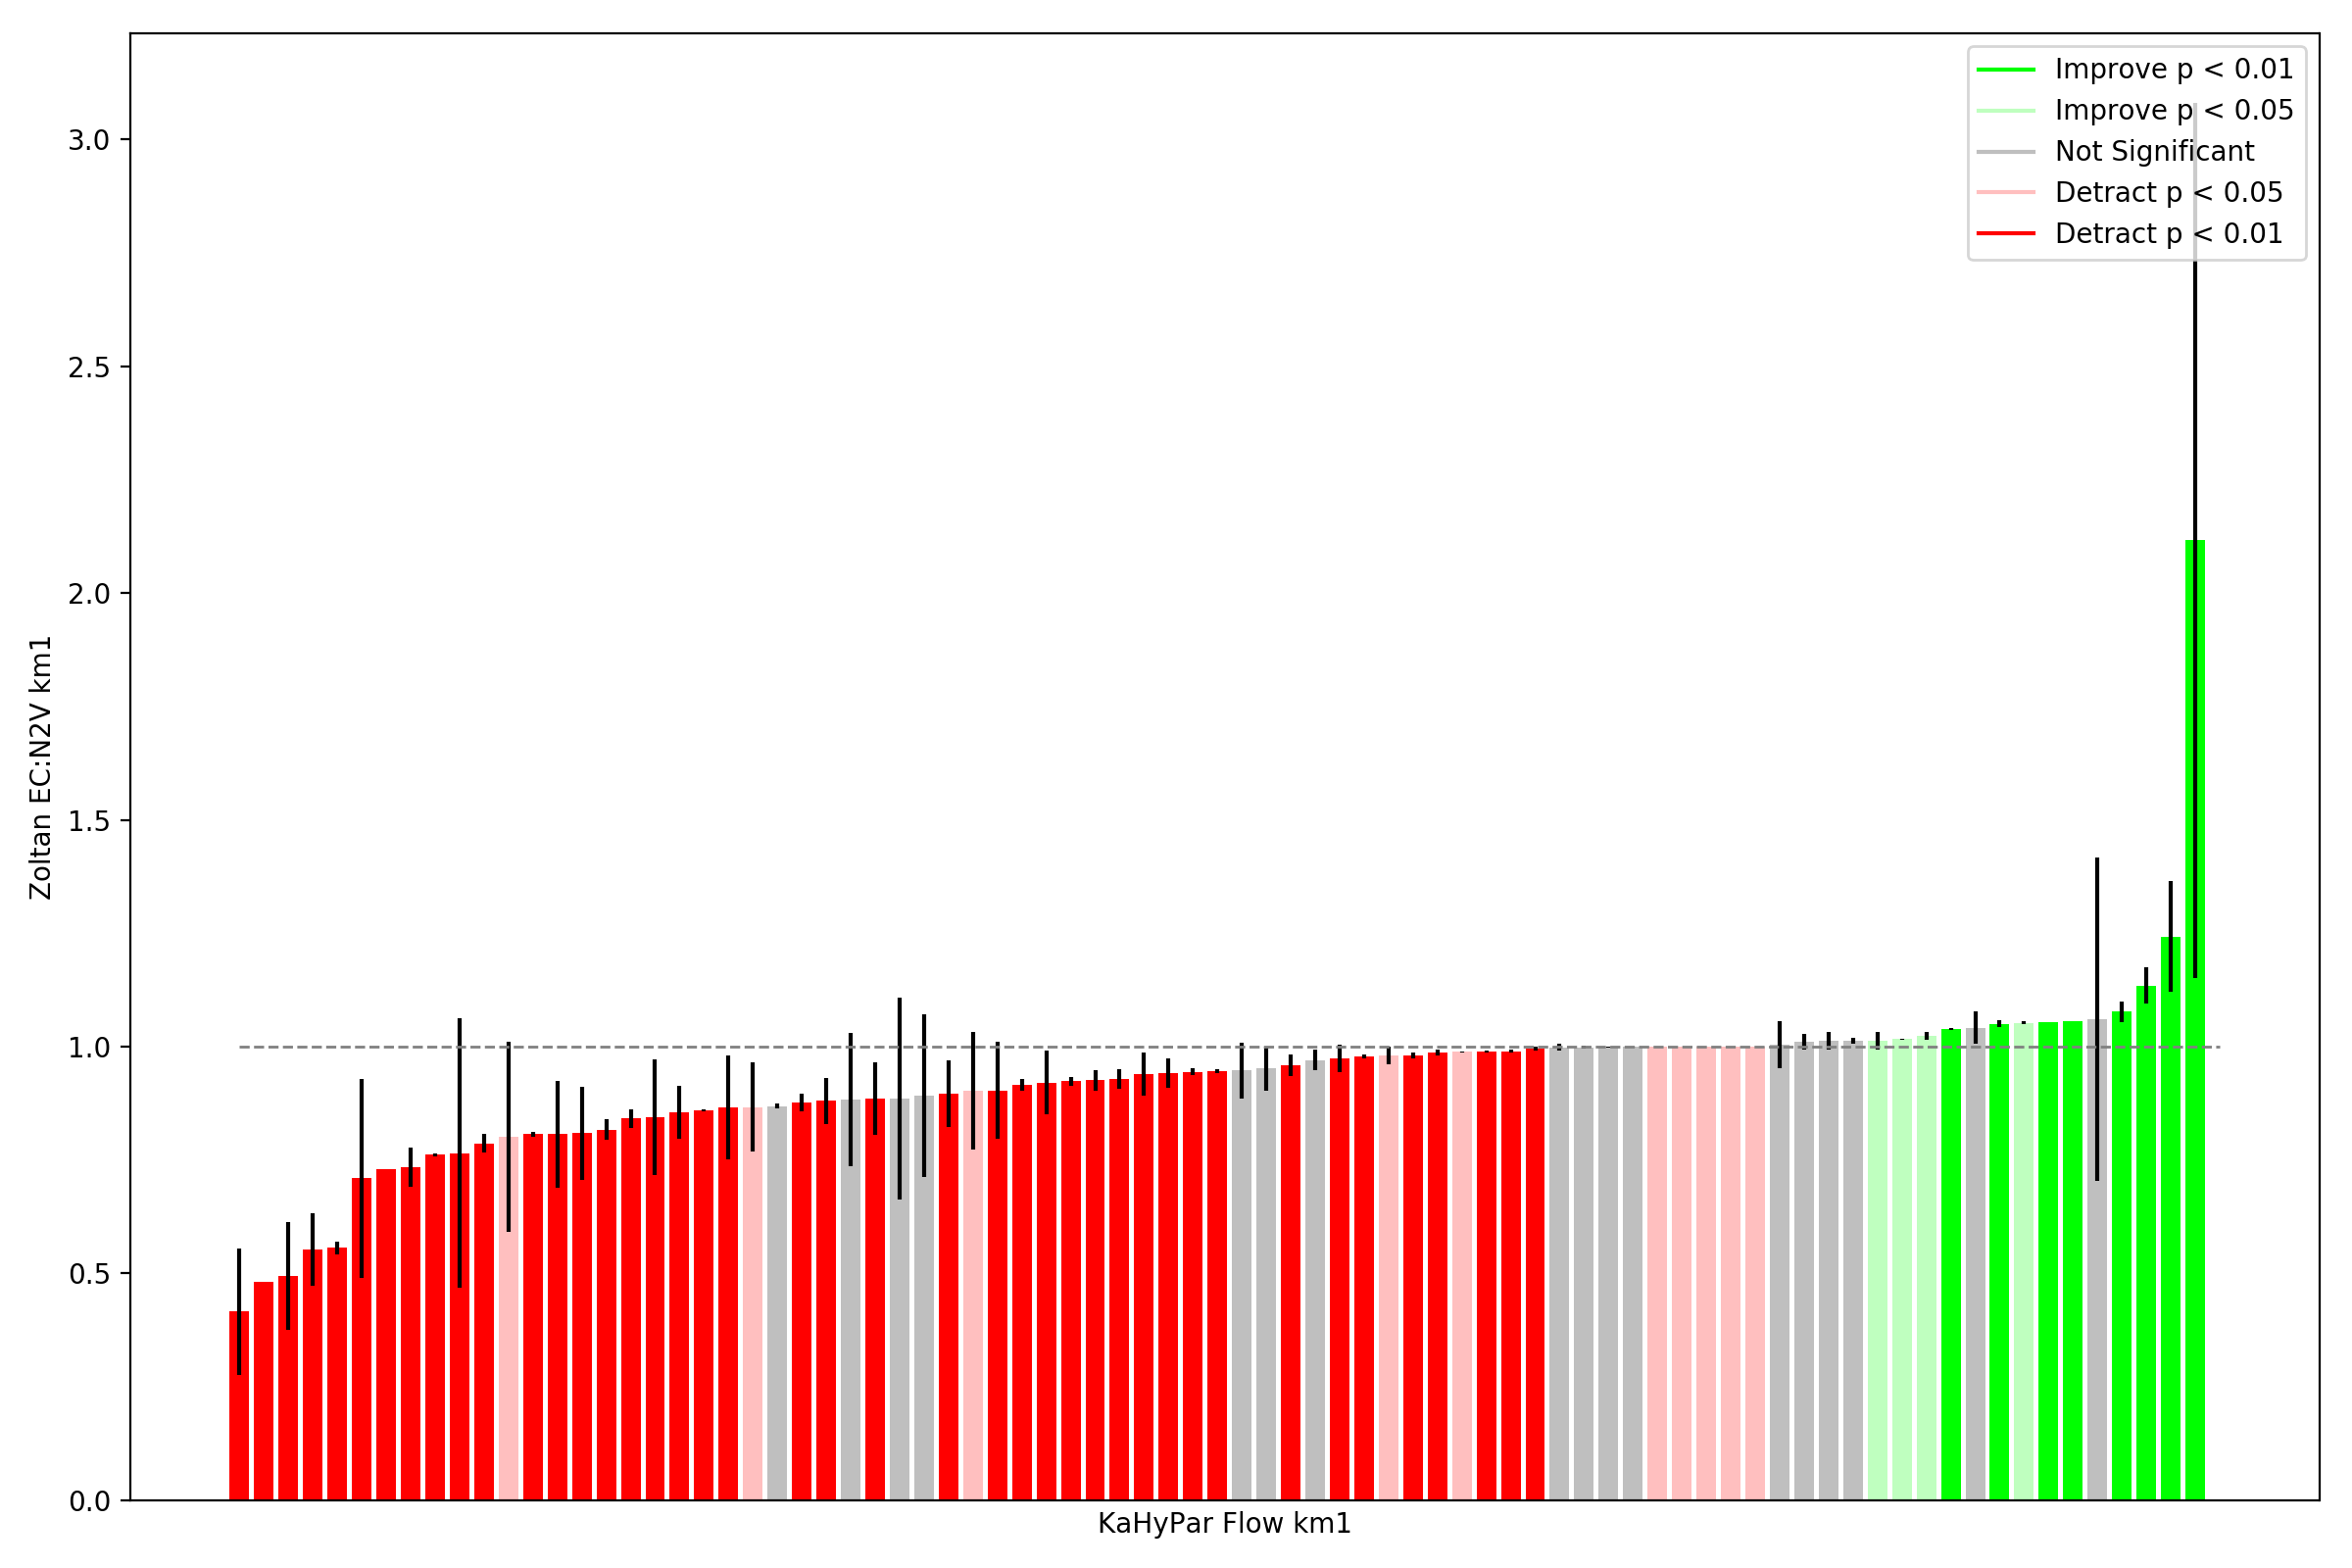 Improve p < 0.01
Improve p < 0.05
Not Significant
Detract p < 0.05
Detract p < 0.01
3.0
2.5
2.0
1.5
1.0
0.5
0.0
Zoltan EC:N2V km1
KaHyPar Flow km1